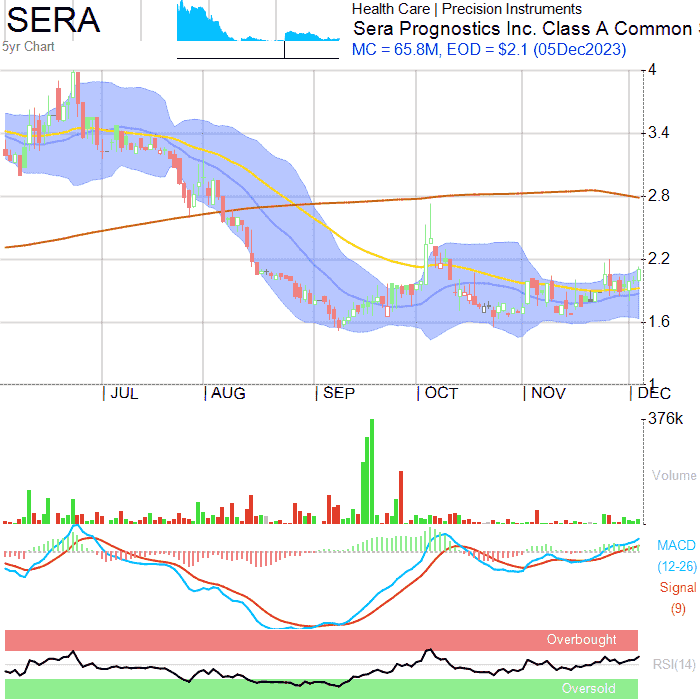 SERA
5yr Chart
Health Care | Precision Instruments
Sera Prognostics Inc. Class A Common
MC = 65.8M, EOD = $2.1 (05Dec2023)
4
3.4
2.8
2.2
1.6
1
JUL
AUG
SEP
OCT
NOV
DEC
376k
Volume
MACD
(12-26)
Signal
(9)
Overbought
RSI(14)
Oversold